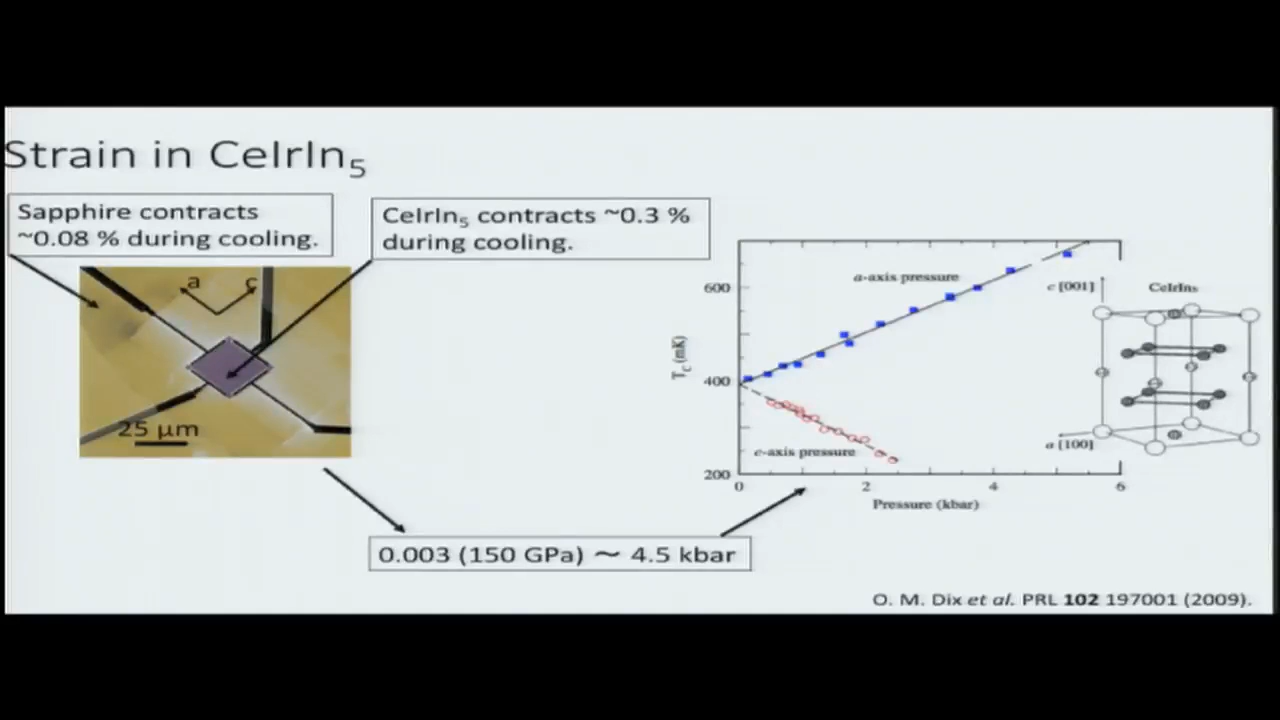 Strain in CeIrIn5
Sapphire contracts
~0.08 % during cooling.
CeIrIn5 contracts ~0.3 %
during cooling.
a
c
25 µm
a-axis pressure
c-axis pressure
600
400
200
Tc (mK)
0
2
4
6
Pressure (kbar)
c [001]
CeIrIn5
a [100]
0.003 (150 GPa) ~ 4.5 kbar
O. M. Dix et al. PRL 102 197001 (2009).